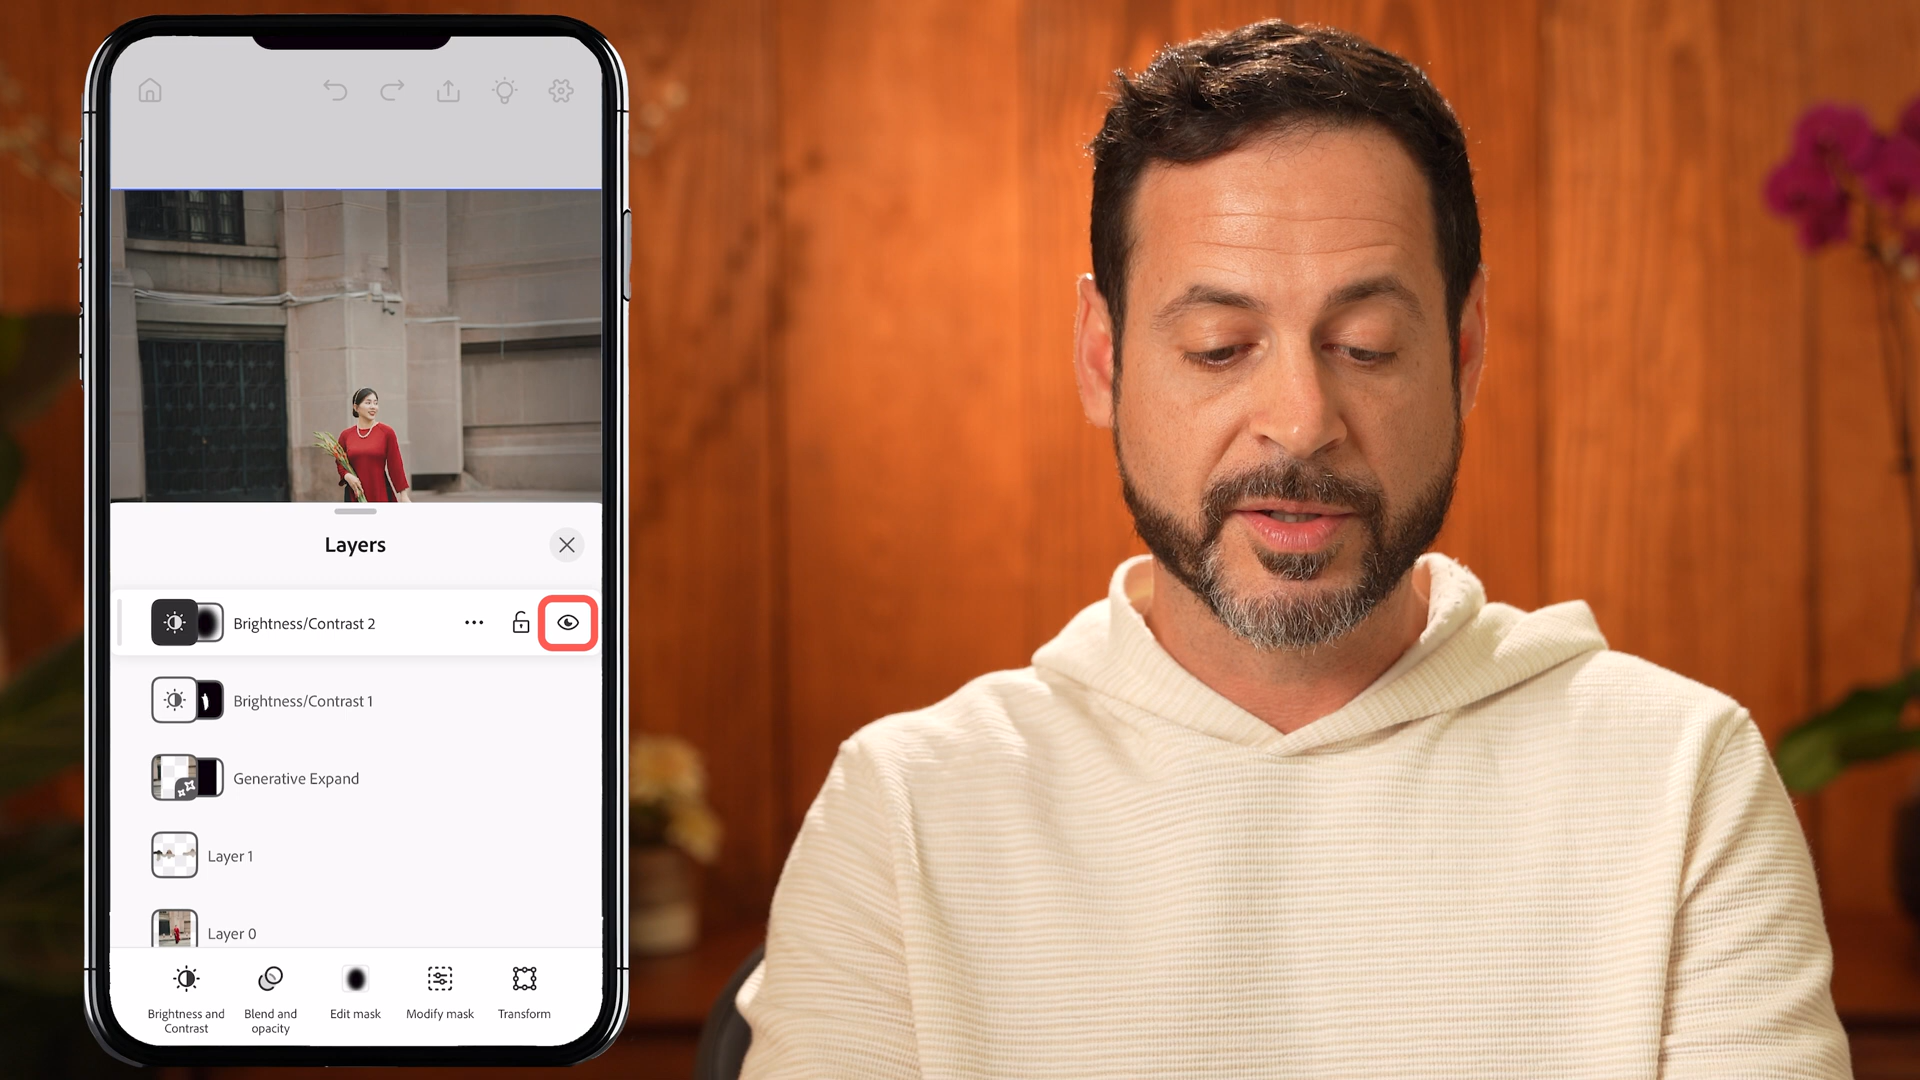 Layers
Brightness/Contrast 2
Brightness/Contrast 1
Generative Expand
Layer 1
Layer 0
Brightness and
Contrast
Blend and
opacity
Edit mask
Modify mask
Transform